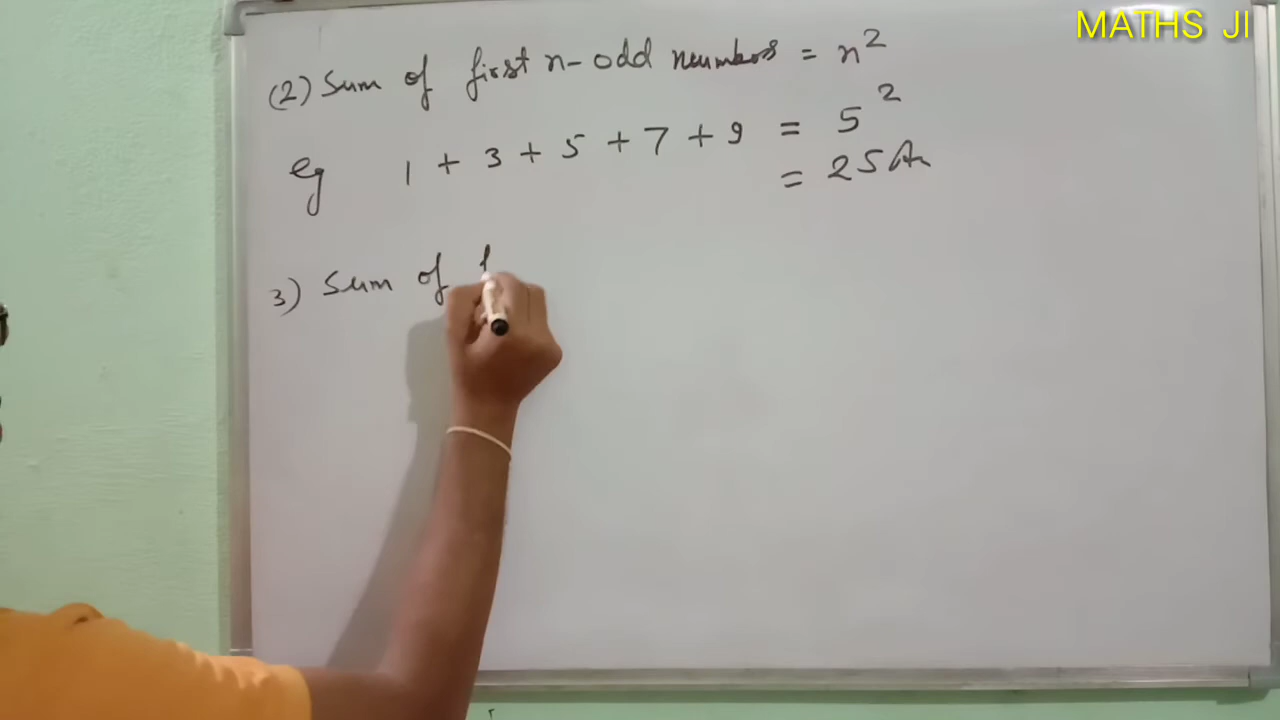 MATHS JI
(2) Sum of first n-odd numbers = n²
eg 1 + 3 + 5 + 7 + 9 = 5²
= 25 An
3) Sum of f